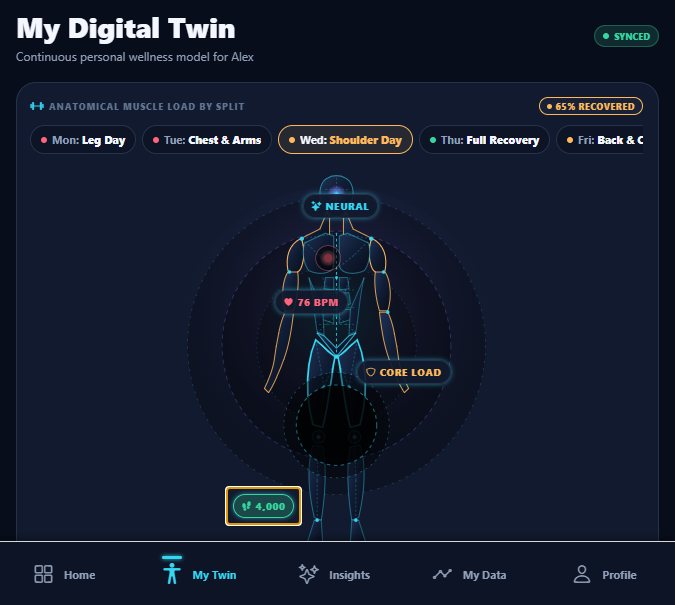 My Digital Twin
Continuous personal wellness model for Alex
SYNCED
ANATOMICAL MUSCLE LOAD BY SPLIT
65% RECOVERED
Mon: Leg Day
Tue: Chest & Arms
Wed: Shoulder Day
Thu: Full Recovery
Fri: Back & C
NEURAL
76 BPM
CORE LOAD
4,000
Home
My Twin
Insights
My Data
Profile